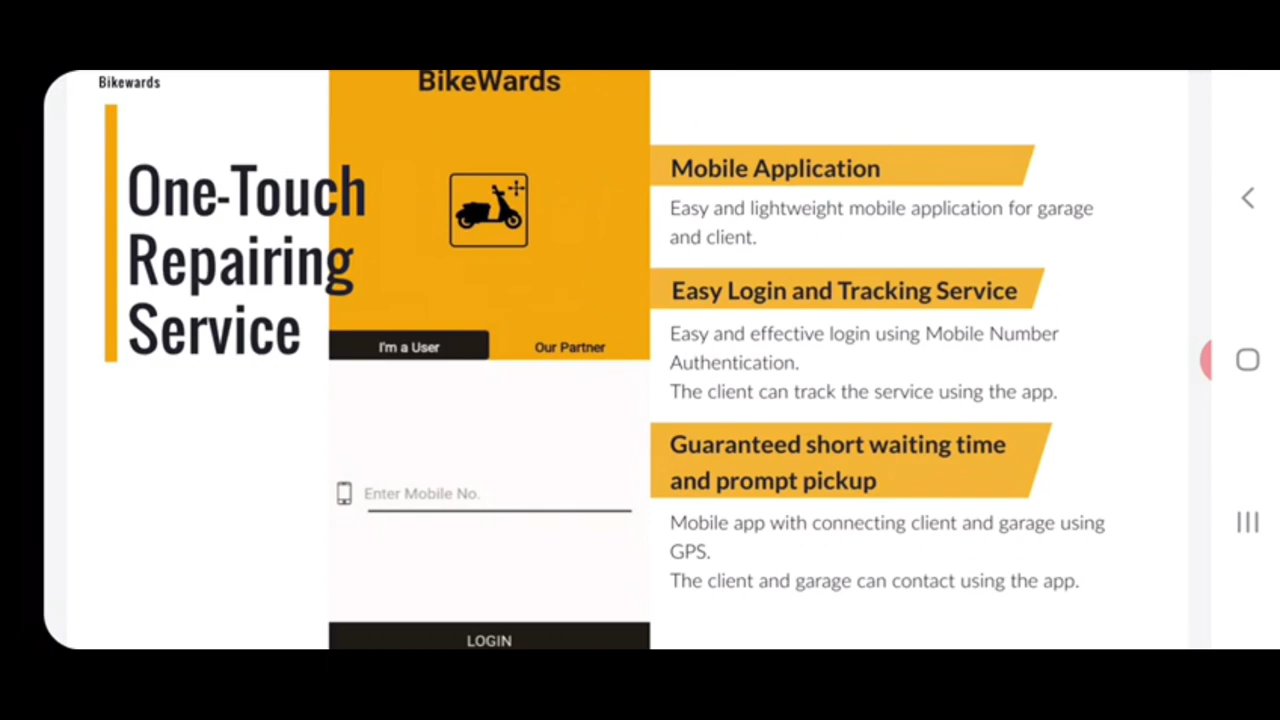 Bikewards
One-Touch
Repairing
Service
BikeWards
I'm a User
Our Partner
Enter Mobile No.
LOGIN
Mobile Application
Easy and lightweight mobile application for garage
and client.
Easy Login and Tracking Service
Easy and effective login using Mobile Number
Authentication.
The client can track the service using the app.
Guaranteed short waiting time
and prompt pickup
Mobile app with connecting client and garage using
GPS.
The client and garage can contact using the app.